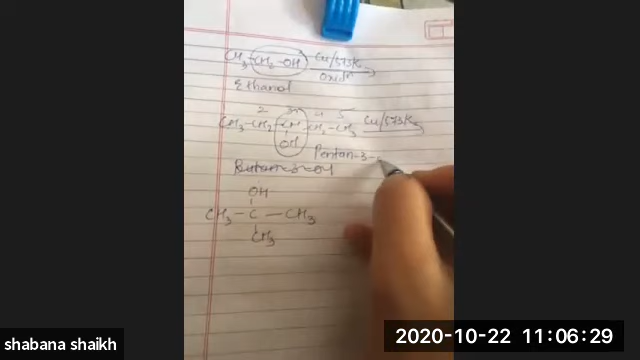 CH3-CH2-OH Cu/573K
Oxidn
Ethanol
2 3 4 5
CH3-CH2-CH-CH2-CH3 Cu/573K
OH
Pentan-3-
Butan-2-ol
OH
CH3-C-CH3
CH3
shabana shaikh
2020-10-22 11:06:29